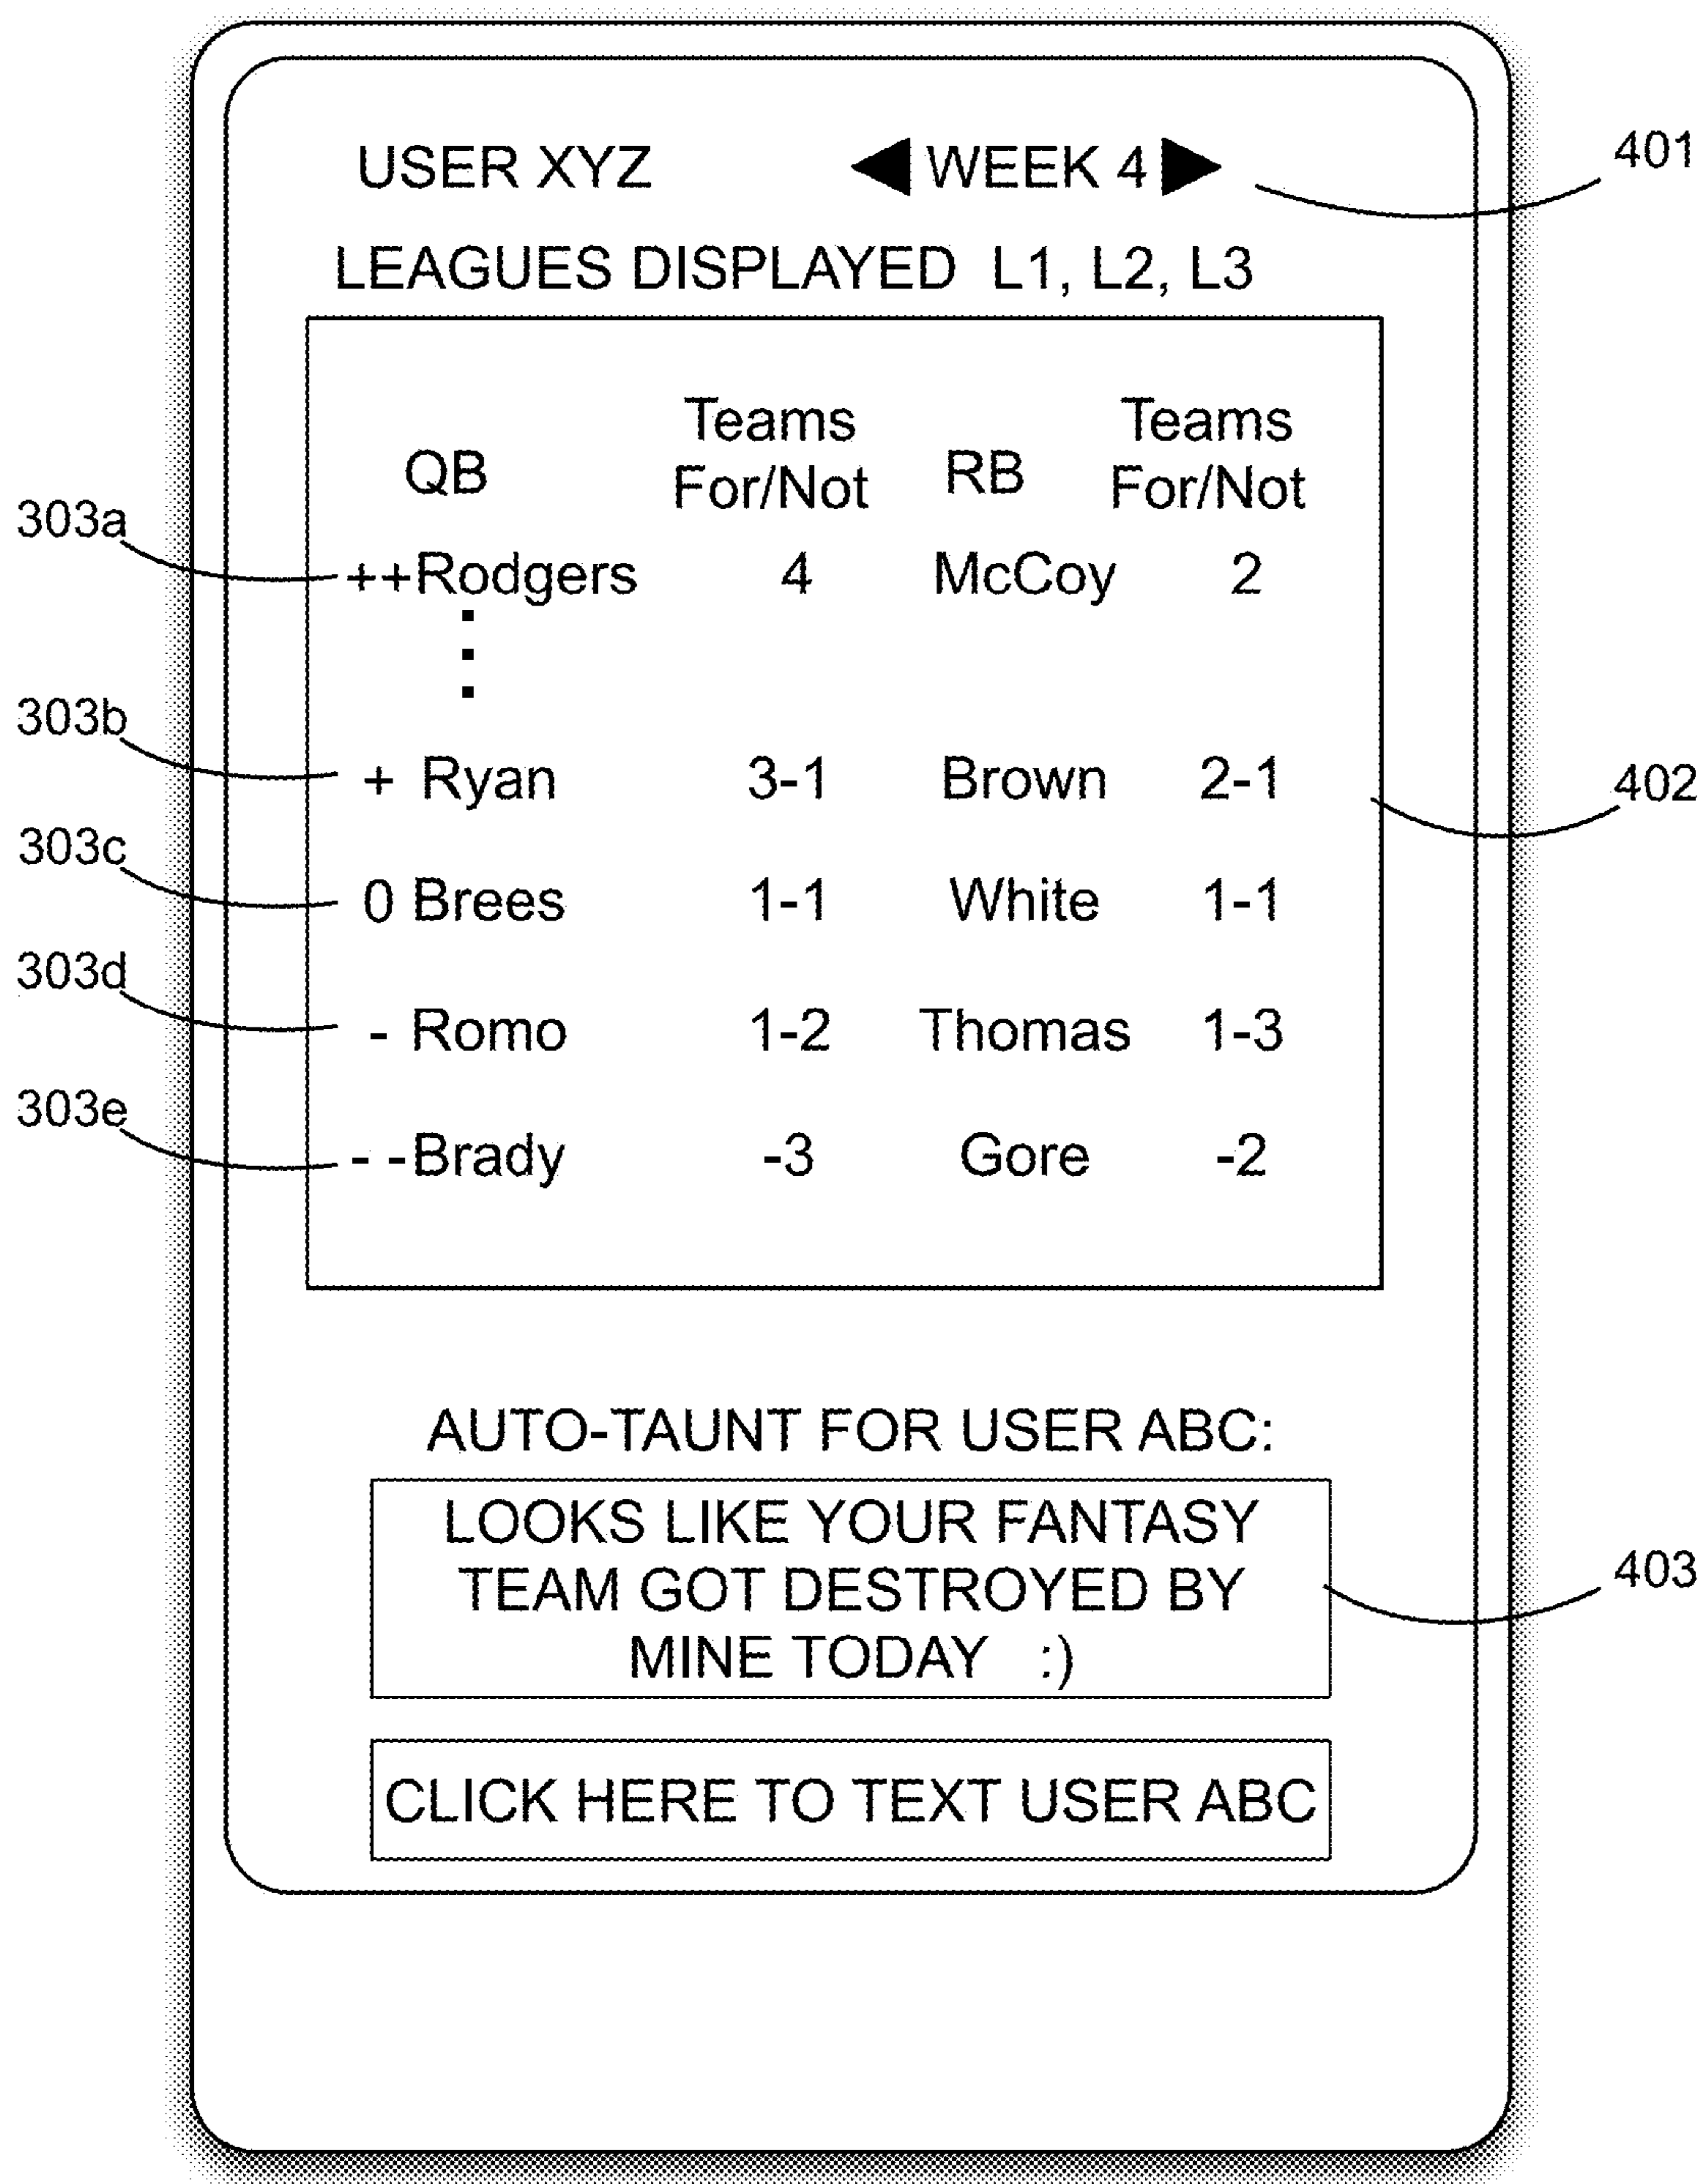 USER XYZ ◀ WEEK 4 ▶ 401
LEAGUES DISPLAYED L1, L2, L3
QB Teams For/Not RB Teams For/Not
303a ++Rodgers 4 McCoy 2
303b + Ryan 3-1 Brown 2-1
402
303c 0 Brees 1-1 White 1-1
303d - Romo 1-2 Thomas 1-3
303e - -Brady -3 Gore -2
AUTO-TAUNT FOR USER ABC:
LOOKS LIKE YOUR FANTASY
TEAM GOT DESTROYED BY
403
MINE TODAY :)
CLICK HERE TO TEXT USER ABC